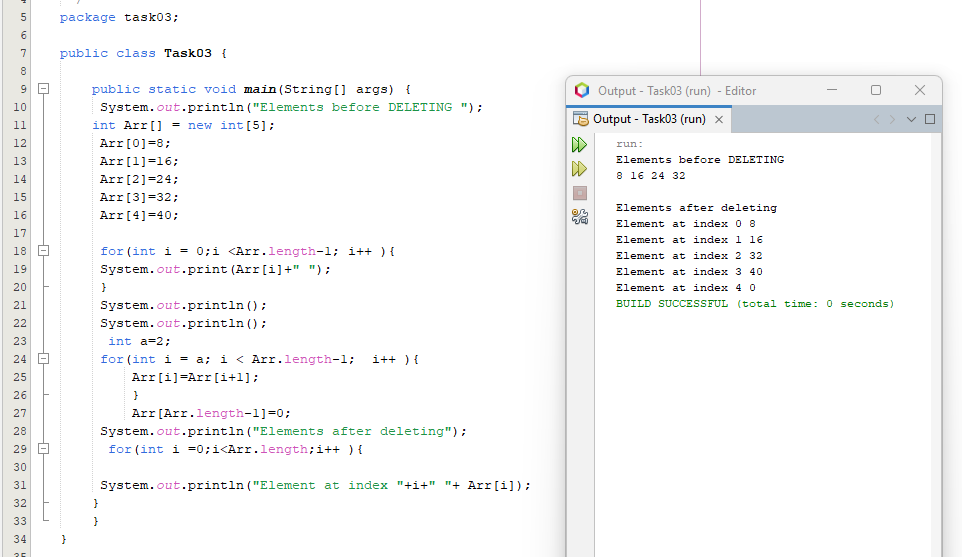 5 package task03;
6
7 public class Task03 {
8
9 public static void main(String[] args) {
10 System.out.println("Elements before DELETING ");
11 int Arr[] = new int[5];
12 Arr[0]=8;
13 Arr[1]=16;
14 Arr[2]=24;
15 Arr[3]=32;
16 Arr[4]=40;
17
18 for(int i = 0;i <Arr.length-1; i++ ){
19 System.out.print(Arr[i]+" ");
20 }
21 System.out.println();
22 System.out.println();
23 int a=2;
24 for(int i = a; i < Arr.length-1; i++ ){
25 Arr[i]=Arr[i+1];
26 }
27 Arr[Arr.length-1]=0;
28 System.out.println("Elements after deleting");
29 for(int i =0;i<Arr.length;i++ ){
30
31 System.out.println("Element at index "+i+" "+ Arr[i]);
32 }
33 }
34 }
Output - Task03 (run) - Editor
Output - Task03 (run)
run:
Elements before DELETING
8 16 24 32
Elements after deleting
Element at index 0 8
Element at index 1 16
Element at index 2 32
Element at index 3 40
Element at index 4 0
BUILD SUCCESSFUL (total time: 0 seconds)